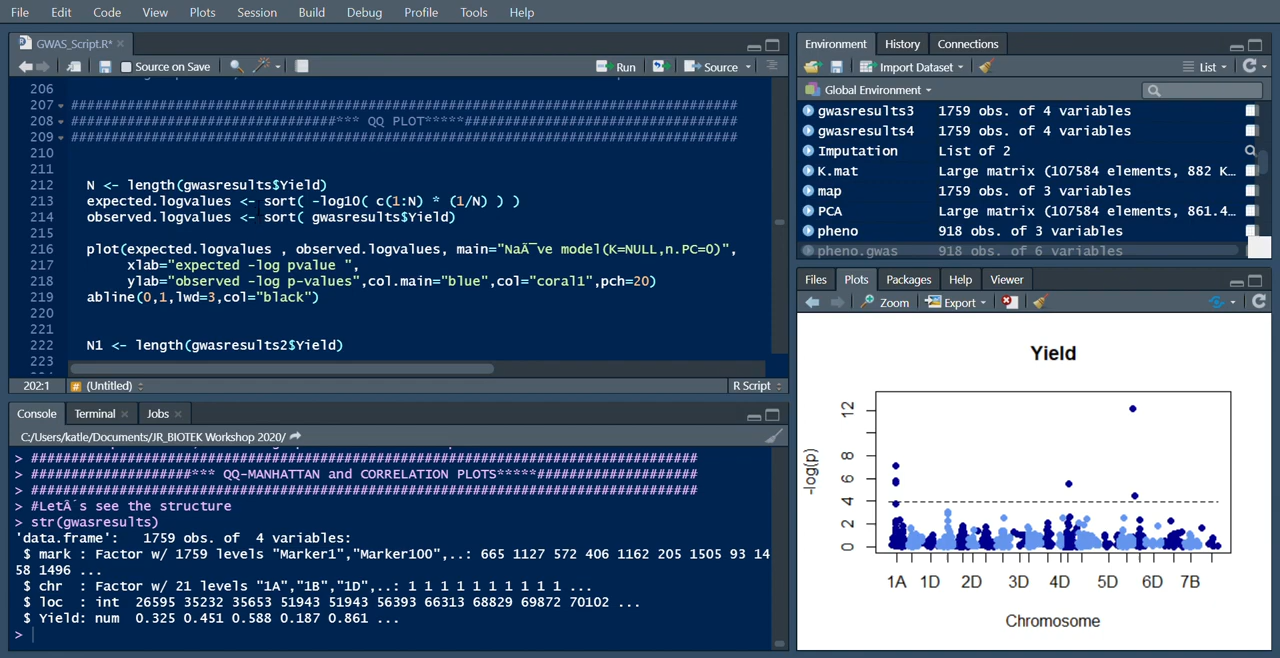 File Edit Code View Plots Session Build Debug Profile Tools Help
GWAS_Script.R*
Source on Save Run Source
206
207 ###################################################################################
208 #################################*** QQ PLOT*****##################################
209 ###################################################################################
210
211
212 N <- length(gwasresults$Yield)
213 expected.logvalues <- sort( -log10( c(1:N) * (1/N) ) )
214 observed.logvalues <- sort( gwasresults$Yield)
215
216 plot(expected.logvalues , observed.logvalues, main="NaÃ¯ve model(K=NULL,n.PC=0)",
217 xlab="expected -log pvalue ",
218 ylab="observed -log p-values",col.main="blue",col="coral1",pch=20)
219 abline(0,1,lwd=3,col="black")
220
221
222 N1 <- length(gwasresults2$Yield)
223
202:1 (Untitled) R Script
Console Terminal Jobs
C:/Users/katle/Documents/JR_BIOTEK Workshop 2020/
> ###################################################################################
> ####################*** QQ-MANHATTAN and CORRELATION PLOTS*****####################
> ###################################################################################
> #LetÂ´s see the structure
> str(gwasresults)
'data.frame': 1759 obs. of 4 variables:
$ mark : Factor w/ 1759 levels "Marker1","Marker100",..: 665 1127 572 406 1162 205 1505 93 14
58 1496 ...
$ chr : Factor w/ 21 levels "1A","1B","1D",..: 1 1 1 1 1 1 1 1 1 1 ...
$ loc : int 26595 35232 35653 51943 51943 56393 66313 68829 69872 70102 ...
$ Yield: num 0.325 0.451 0.588 0.187 0.861 ...
>
Environment History Connections
Import Dataset List
Global Environment
gwasresults3 1759 obs. of 4 variables
gwasresults4 1759 obs. of 4 variables
Imputation List of 2
K.mat Large matrix (107584 elements, 882 K...
map 1759 obs. of 3 variables
PCA Large matrix (107584 elements, 861.4...
pheno 918 obs. of 3 variables
pheno.gwas 918 obs. of 6 variables
Files Plots Packages Help Viewer
Zoom Export
Yield
-log(p)
12
8
6
4
2
0
1A 1D 2D 3D 4D 5D 6D 7B
Chromosome